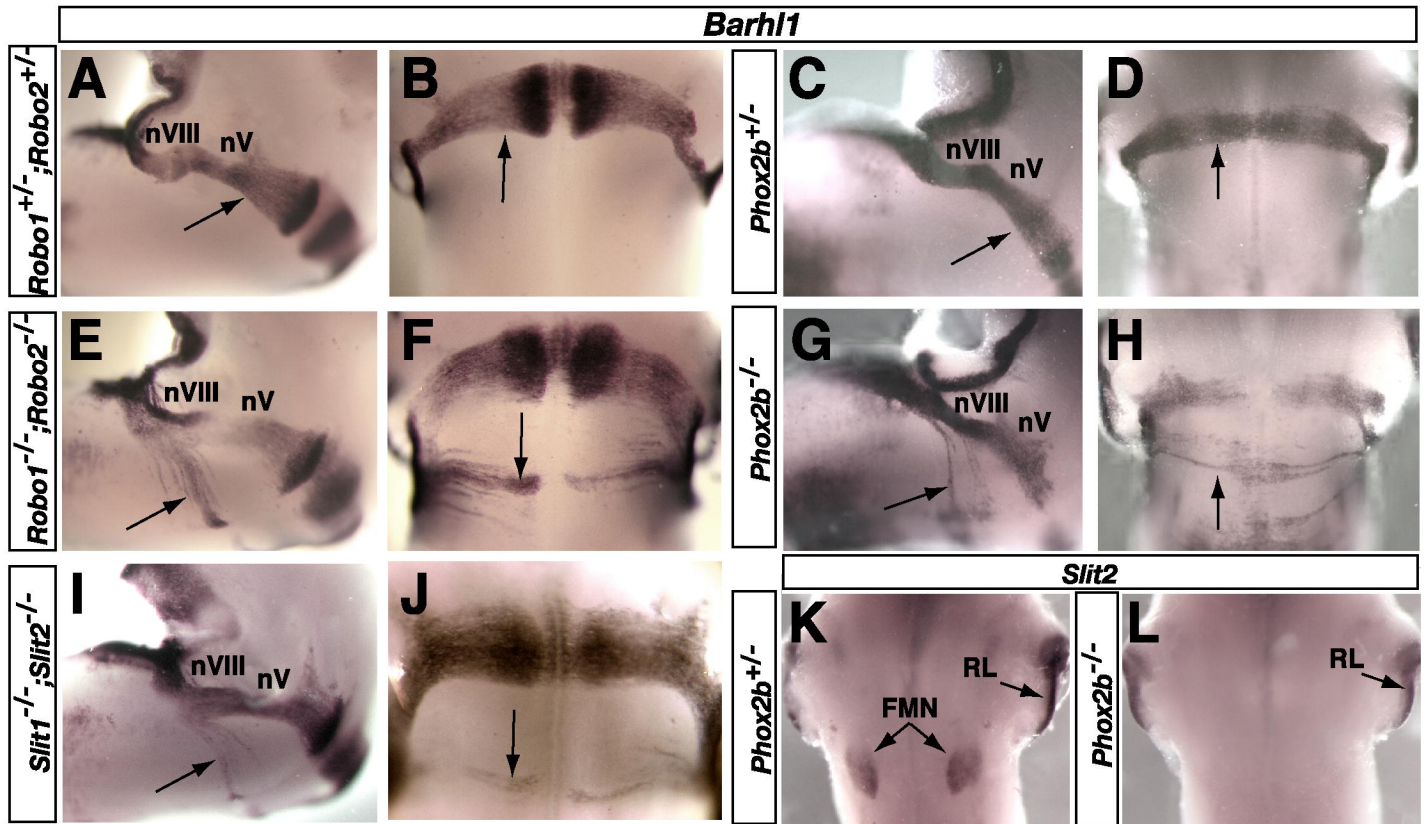 Barhl1
Robo1+/-;Robo2+/-
A
nVIII
nV
B
Phox2b+/-
C
nVIII
nV
D
Robo1-/-;Robo2-/-
E
nVIII
nV
F
Phox2b-/-
G
nVIII
nV
H
Slit1-/-;Slit2-/-
I
nVIII
nV
J
Slit2
Phox2b+/-
K
RL
FMN
Phox2b-/-
L
RL